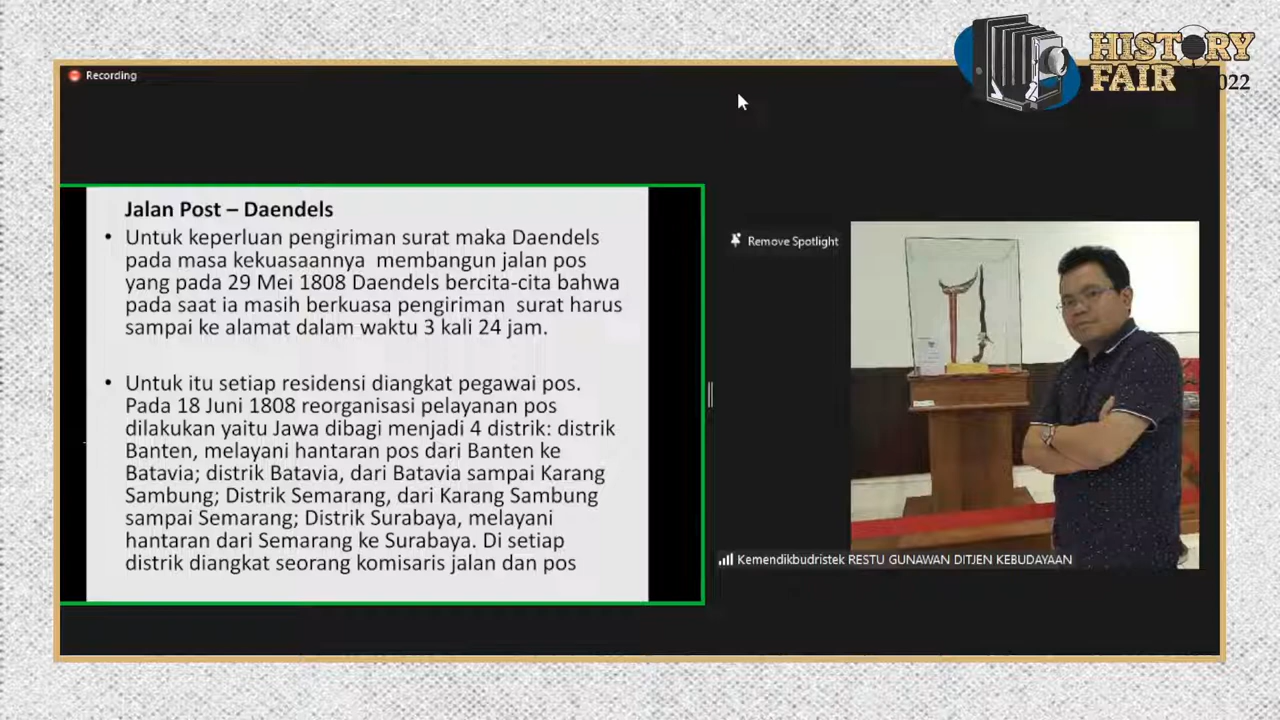 HISTORY
FAIR
022
Recording
Jalan Post – Daendels
• Untuk keperluan pengiriman surat maka Daendels
pada masa kekuasaannya membangun jalan pos
yang pada 29 Mei 1808 Daendels bercita-cita bahwa
pada saat ia masih berkuasa pengiriman surat harus
sampai ke alamat dalam waktu 3 kali 24 jam.
• Untuk itu setiap residensi diangkat pegawai pos.
Pada 18 Juni 1808 reorganisasi pelayanan pos
dilakukan yaitu Jawa dibagi menjadi 4 distrik: distrik
Banten, melayani hantaran pos dari Banten ke
Batavia; distrik Batavia, dari Batavia sampai Karang
Sambung; Distrik Semarang, dari Karang Sambung
sampai Semarang; Distrik Surabaya, melayani
hantaran dari Semarang ke Surabaya. Di setiap
distrik diangkat seorang komisaris jalan dan pos
Remove Spotlight
Kemendikbudristek RESTU GUNAWAN DITJEN KEBUDAYAAN